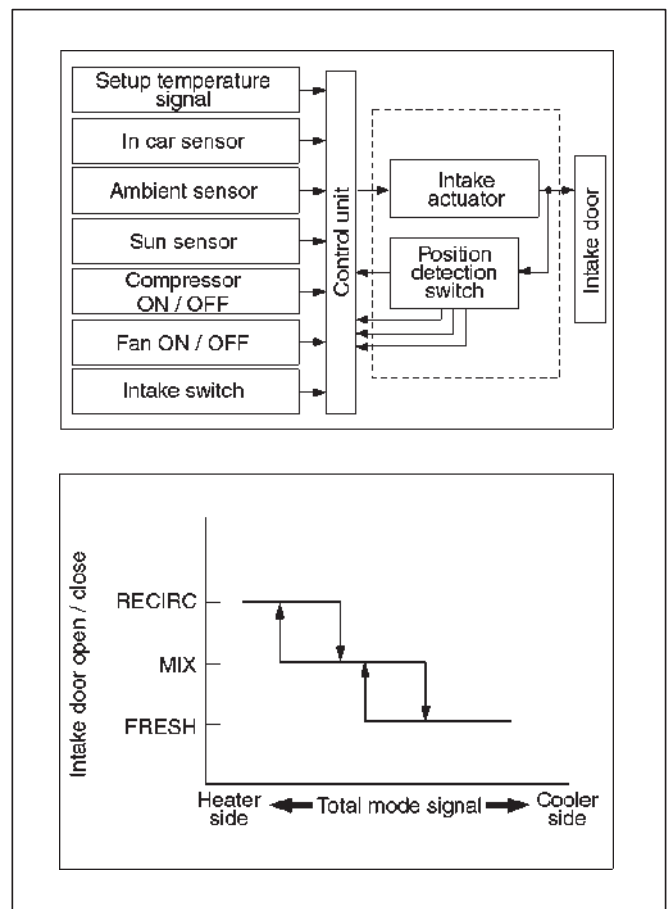 Setup temperature
signal
In car sensor
Ambient sensor
Sun sensor
Compressor
ON / OFF
Fan ON / OFF
Intake switch
Control unit
Intake
actuator
Position
detection
switch
Intake door
Intake door open / close
RECIRC
MIX
FRESH
Heater
side
Total mode signal
Cooler
side